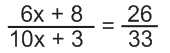 6x + 8 / 10x + 3 = 26 / 33